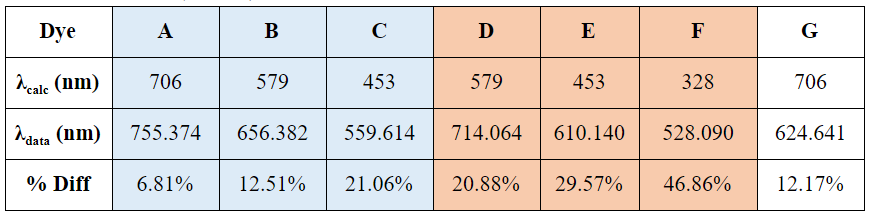 Dye A B C D E F G
λcalc (nm) 706 579 453 579 453 328 706
λdata (nm) 755.374 656.382 559.614 714.064 610.140 528.090 624.641
% Diff 6.81% 12.51% 21.06% 20.88% 29.57% 46.86% 12.17%